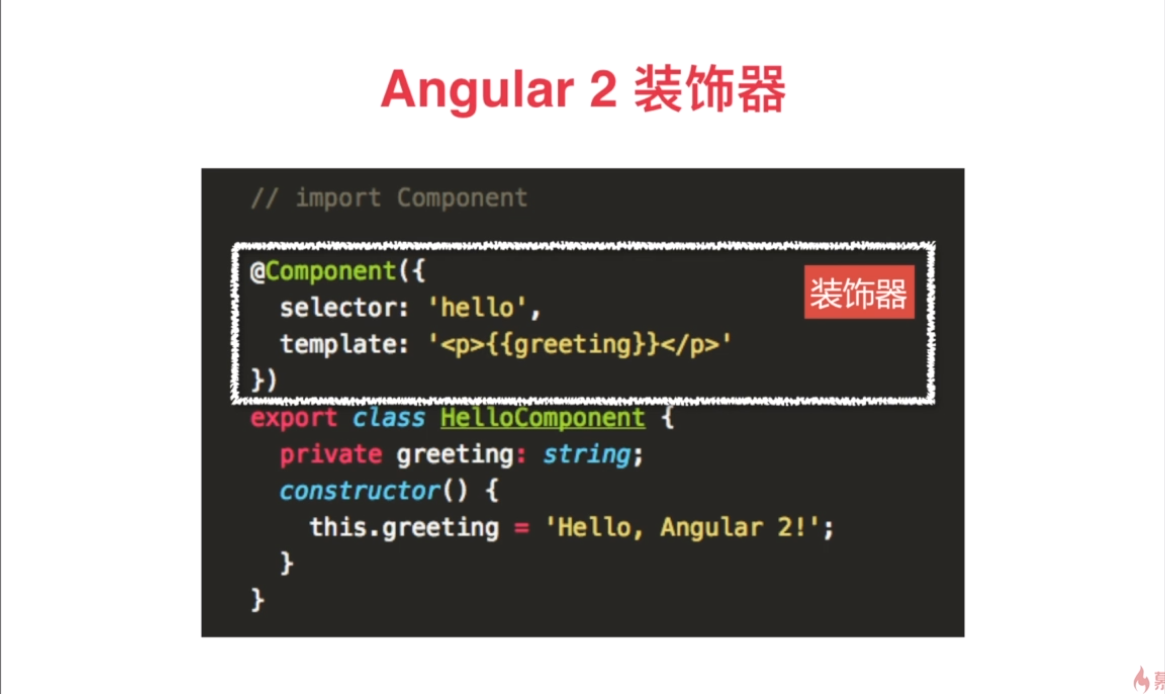 Angular 2 装饰器
// import Component
@Component({
装饰器
selector: 'hello',
template: '<p>{{greeting}}</p>'
})
export class HelloComponent {
private greeting: string;
constructor() {
this.greeting = 'Hello, Angular 2!';
}
}